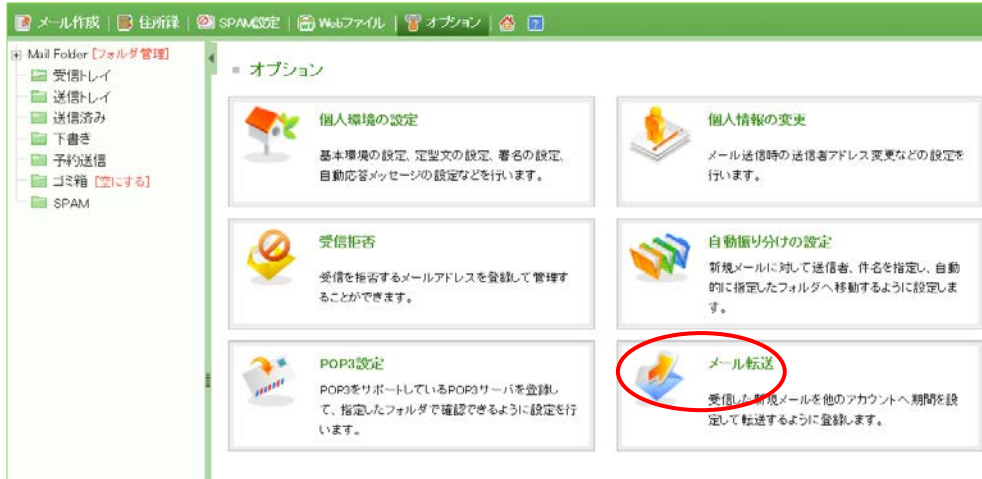 メール作成 | 住所録 | SPAM設定 | Webファイル | オプション | ?
Mail Folder [フォルダ管理]
受信トレイ
送信トレイ
送信済み
下書き
予約送信
ゴミ箱 [空にする]
SPAM
オプション
個人環境の設定
基本環境の設定、定型文の設定、署名の設定、
自動応答メッセージの設定などを行います。
個人情報の変更
メール送信時の送信者アドレス変更などの設定を
行います。
受信拒否
受信を拒否するメールアドレスを登録して管理す
ることができます。
自動振り分けの設定
新規メールに対して送信者、件名を指定し、自動
的に指定したフォルダへ移動するように設定しま
す。
POP3設定
POP3をサポートしているPOP3サーバを登録し
て、指定したフォルダで確認できるように設定を行
います。
メール転送
受信した新規メールを他のアカウントへ期間を設
定して転送するように登録します。